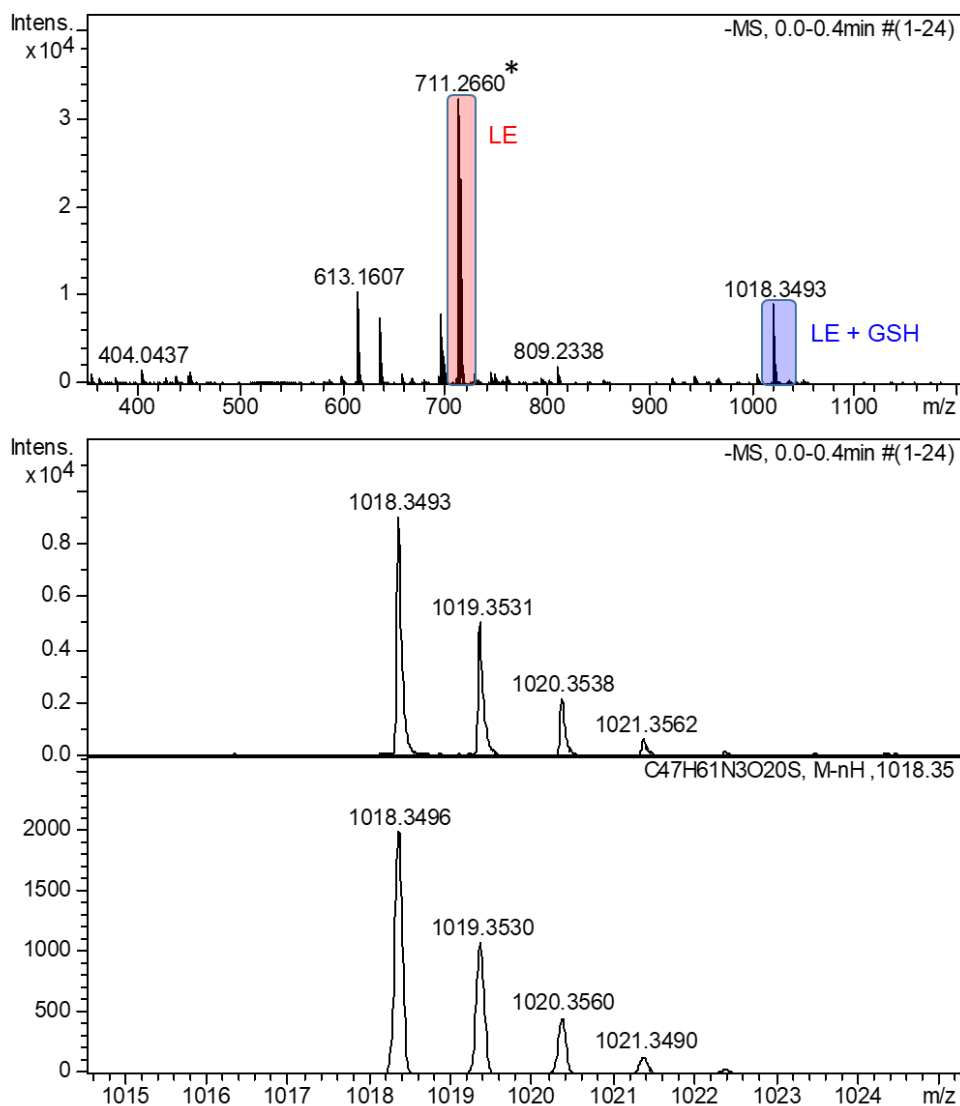 Intens.
x10⁴
-MS, 0.0-0.4min #(1-24)
711.2660*
3
LE
2
613.1607
1
1018.3493
LE + GSH
404.0437
809.2338
0
400 500 600 700 800 900 1000 1100 m/z
Intens.
x10⁴
-MS, 0.0-0.4min #(1-24)
1018.3493
0.8
1019.3531
0.6
0.4
1020.3538
0.2
1021.3562
0.0
C47H61N3O20S, M-nH ,1018.35
2000
1018.3496
1500
1019.3530
1000
1020.3560
500
1021.3490
0
1015 1016 1017 1018 1019 1020 1021 1022 1023 1024 m/z